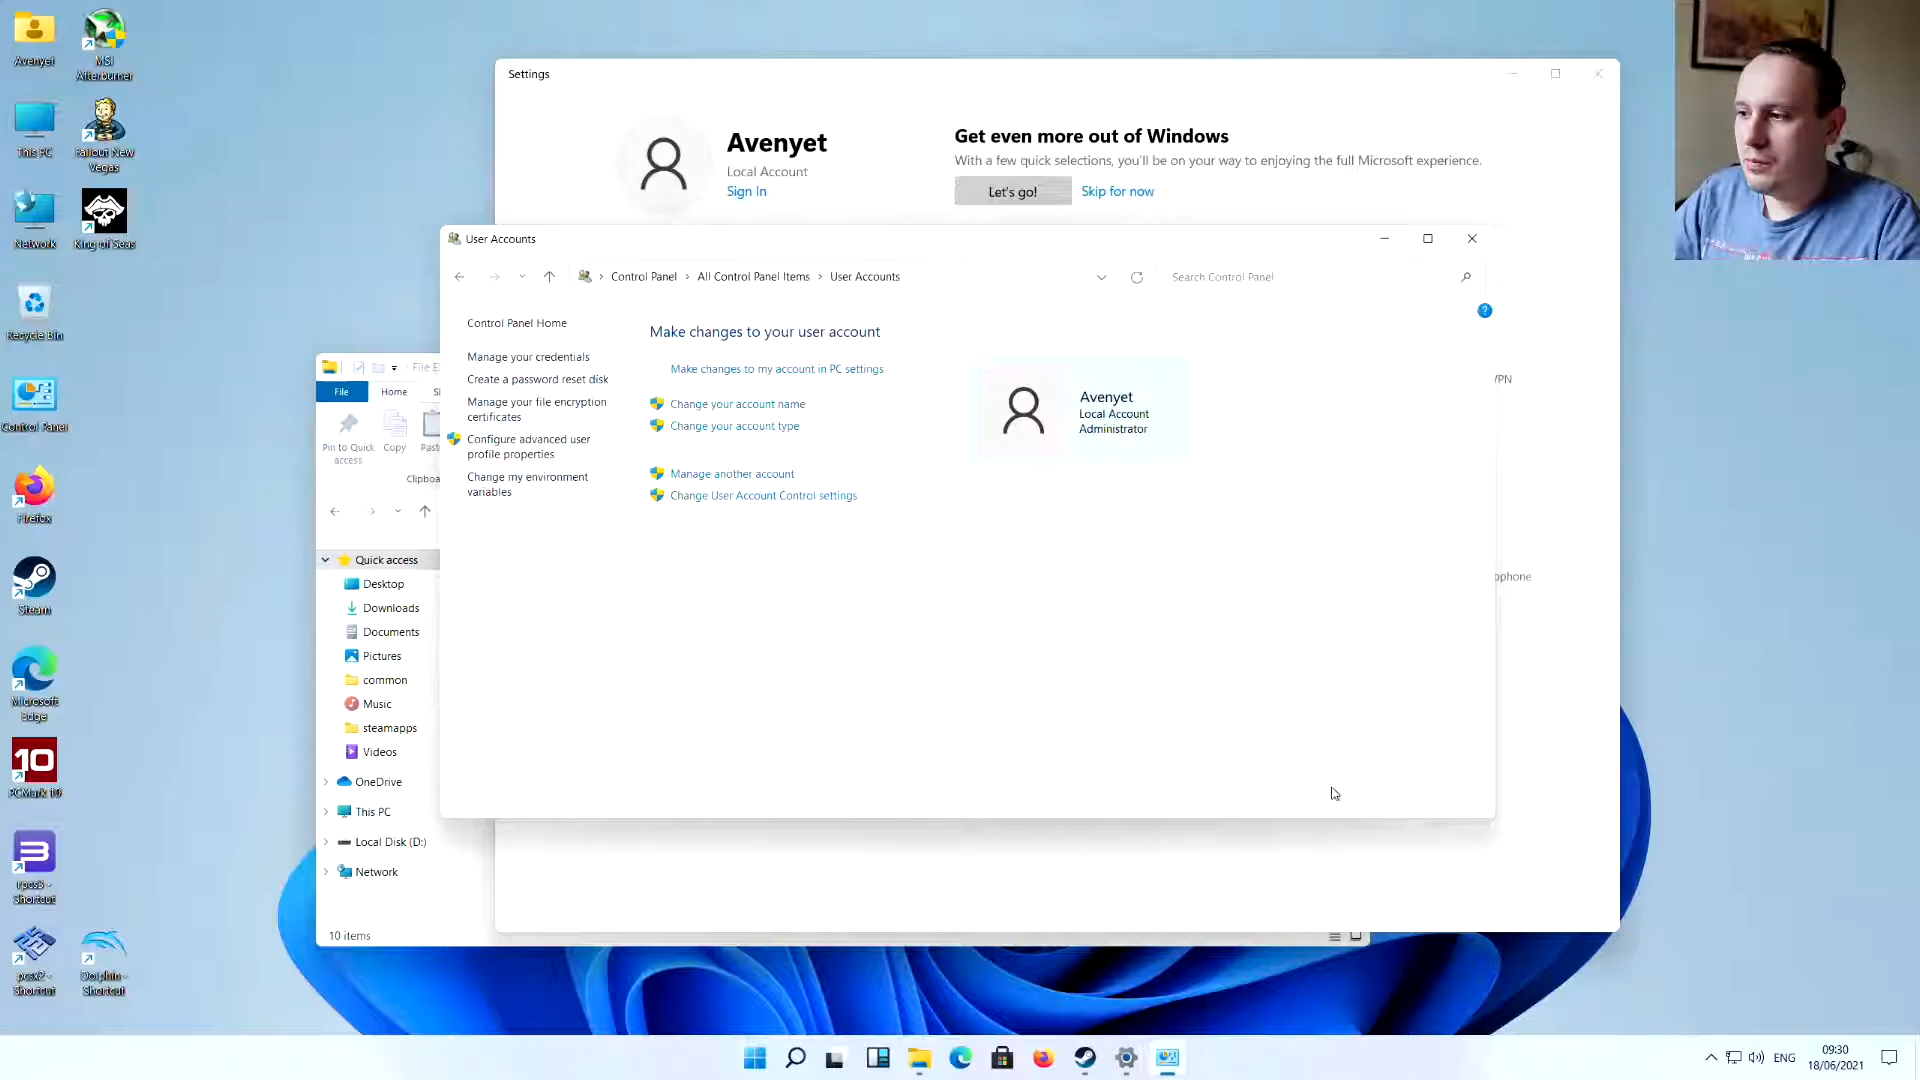 Avenyet
MSI
Afterburner
This PC
Fallout New
Vegas
Network
King of Seas
Recycle Bin
Control Panel
Firefox
Steam
Microsoft
Edge
10
PCMark 10
rpcs3 -
Shortcut
pcsx2 -
Shortcut
Dolphin -
Shortcut
Settings
Avenyet
Local Account
Sign In
Get even more out of Windows
With a few quick selections, you'll be on your way to enjoying the full Microsoft experience.
Let's go!
Skip for now
User Accounts
Control Panel > All Control Panel Items > User Accounts
Search Control Panel
Control Panel Home
Manage your credentials
Create a password reset disk
Manage your file encryption
certificates
Configure advanced user
profile properties
Change my environment
variables
Make changes to your user account
Make changes to my account in PC settings
Change your account name
Change your account type
Manage another account
Change User Account Control settings
Avenyet
Local Account
Administrator
VPN
File
Home
Pin to Quick
access
Copy
Quick access
Desktop
Downloads
Documents
Pictures
common
Music
steamapps
Videos
OneDrive
This PC
Local Disk (D:)
Network
10 items
ENG
09:30
18/06/2021